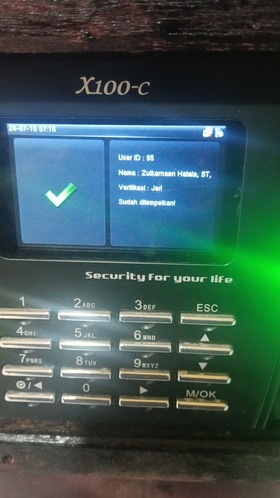 X100-C
24-07-10 07:16
User ID : 95
Nama : Zulkarnaen Halala, ST,
Verifikasi : Jari
Sudah ditempelkan!
Security for your life
1 2ABC 3DEF ESC
4GHI 5JKL 6MNO ▲
7PQRS 8TUV 9WXYZ ▼
0 ► M/OK